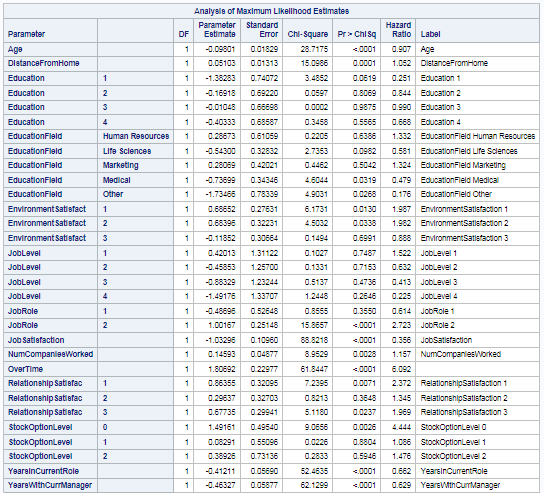 Analysis of Maximum Likelihood Estimates
Parameter DF Parameter Estimate Standard Error Chi-Square Pr > ChiSq Hazard Ratio Label
Age 1 -0.09801 0.01829 28.7175 <.0001 0.907 Age
DistanceFromHome 1 0.05103 0.01313 15.0986 0.0001 1.052 DistanceFromHome
Education 1 1 -1.38283 0.74072 3.4852 0.0619 0.251 Education 1
Education 2 1 -0.16918 0.69220 0.0597 0.8069 0.844 Education 2
Education 3 1 -0.01048 0.66698 0.0002 0.9875 0.990 Education 3
Education 4 1 -0.40333 0.68587 0.3458 0.5565 0.668 Education 4
EducationField Human Resources 1 0.28673 0.61059 0.2205 0.6386 1.332 EducationField Human Resources
EducationField Life Sciences 1 -0.54300 0.32832 2.7353 0.0982 0.581 EducationField Life Sciences
EducationField Marketing 1 0.28069 0.42021 0.4462 0.5042 1.324 EducationField Marketing
EducationField Medical 1 -0.73699 0.34346 4.6044 0.0319 0.479 EducationField Medical
EducationField Other 1 -1.73466 0.78339 4.9031 0.0268 0.176 EducationField Other
EnvironmentSatisfact 1 1 0.68652 0.27631 6.1731 0.0130 1.987 EnvironmentSatisfaction 1
EnvironmentSatisfact 2 1 0.68396 0.32231 4.5032 0.0338 1.982 EnvironmentSatisfaction 2
EnvironmentSatisfact 3 1 -0.11852 0.30664 0.1494 0.6991 0.888 EnvironmentSatisfaction 3
JobLevel 1 1 0.42013 1.31122 0.1027 0.7487 1.522 JobLevel 1
JobLevel 2 1 -0.45853 1.25700 0.1331 0.7153 0.632 JobLevel 2
JobLevel 3 1 -0.88329 1.23244 0.5137 0.4736 0.413 JobLevel 3
JobLevel 4 1 -1.49176 1.33707 1.2448 0.2646 0.225 JobLevel 4
JobRole 1 1 -0.48696 0.52648 0.8555 0.3550 0.614 JobRole 1
JobRole 2 1 1.00167 0.25148 15.8657 <.0001 2.723 JobRole 2
JobSatisfaction 1 -1.03296 0.10960 88.8218 <.0001 0.356 JobSatisfaction
NumCompaniesWorked 1 0.14593 0.04877 8.9529 0.0028 1.157 NumCompaniesWorked
OverTime 1 1.80692 0.22977 61.8447 <.0001 6.092
RelationshipSatisfac 1 1 0.86355 0.32095 7.2395 0.0071 2.372 RelationshipSatisfaction 1
RelationshipSatisfac 2 1 0.29637 0.32703 0.8213 0.3648 1.345 RelationshipSatisfaction 2
RelationshipSatisfac 3 1 0.67735 0.29941 5.1180 0.0237 1.969 RelationshipSatisfaction 3
StockOptionLevel 0 1 1.49161 0.49540 9.0656 0.0026 4.444 StockOptionLevel 0
StockOptionLevel 1 1 0.08291 0.55096 0.0226 0.8804 1.086 StockOptionLevel 1
StockOptionLevel 2 1 0.38926 0.73136 0.2833 0.5946 1.476 StockOptionLevel 2
YearsInCurrentRole 1 -0.41211 0.05690 52.4635 <.0001 0.662 YearsInCurrentRole
YearsWithCurrManager 1 -0.46327 0.05877 62.1299 <.0001 0.629 YearsWithCurrManager